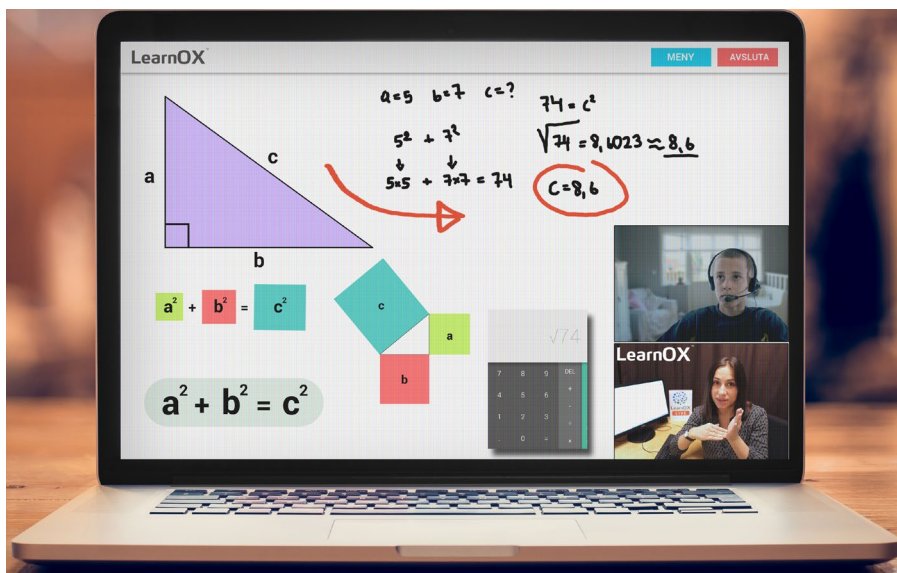 LearnOX
MENY
AVSLUTA
a=5 b=7 c=?
5² + 7²
↓ ↓
5×5 + 7×7 = 74
74 = c²
√74 = 8,6023 ≈ 8,6
C=8,6
a
c
b
a² + b² = c²
c
a
b
a² + b² = c²
√74
7 8 9 DEL
4 5 6 +
1 2 3 -
. 0 = ×
LearnOX
LearnOX
LIVE